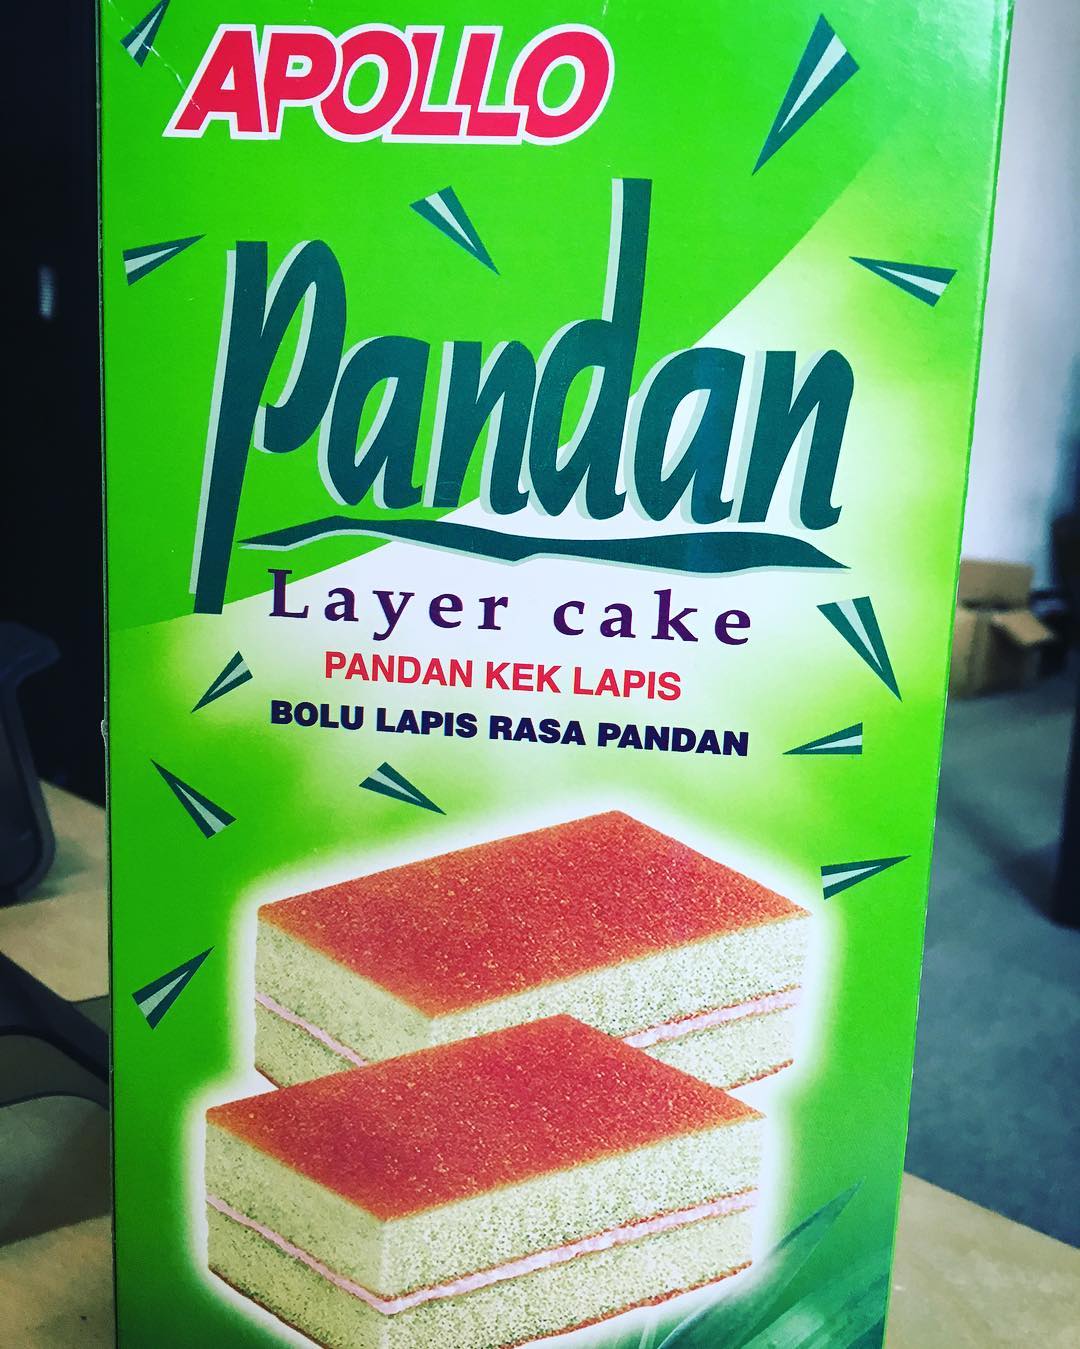 APOLLO
Pandan
Layer cake
PANDAN KEK LAPIS
BOLU LAPIS RASA PANDAN